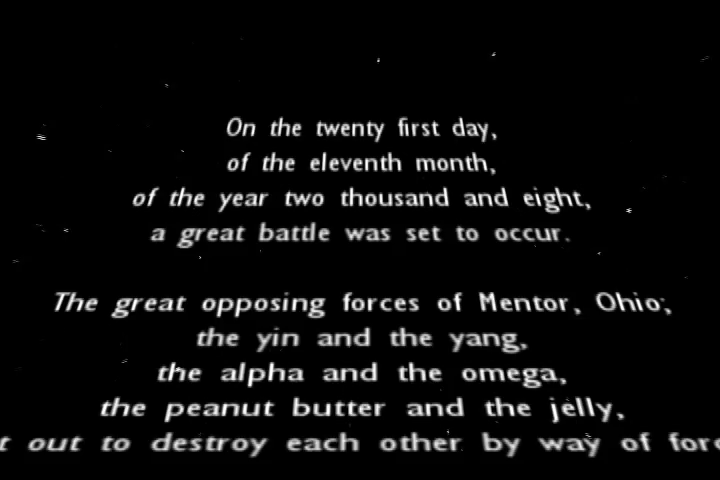 On the twenty first day,
of the eleventh month,
of the year two thousand and eight,
a great battle was set to occur.
The great opposing forces of Mentor, Ohio;
the yin and the yang,
the alpha and the omega,
the peanut butter and the jelly,
out to destroy each other by way of